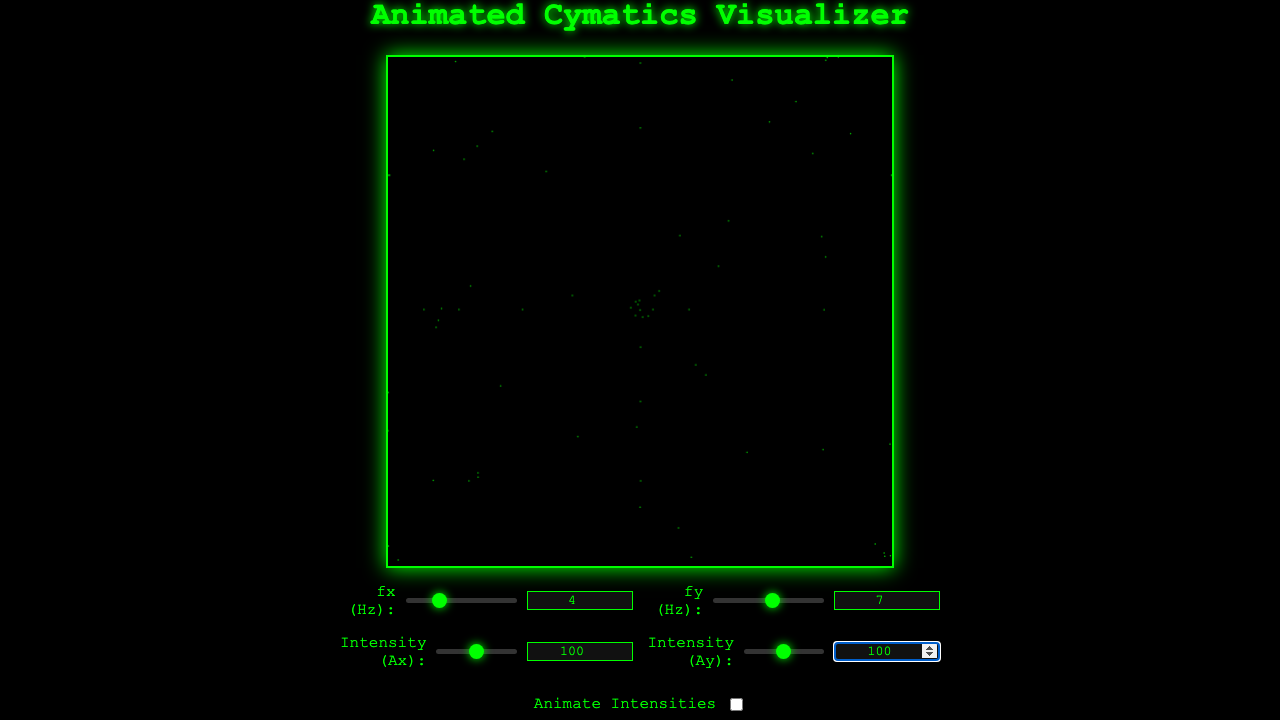 Animated Cymatics Visualizer
fx (Hz): 4 fy (Hz): 7
Intensity (Ax): 100 Intensity (Ay): 100
Animate Intensities